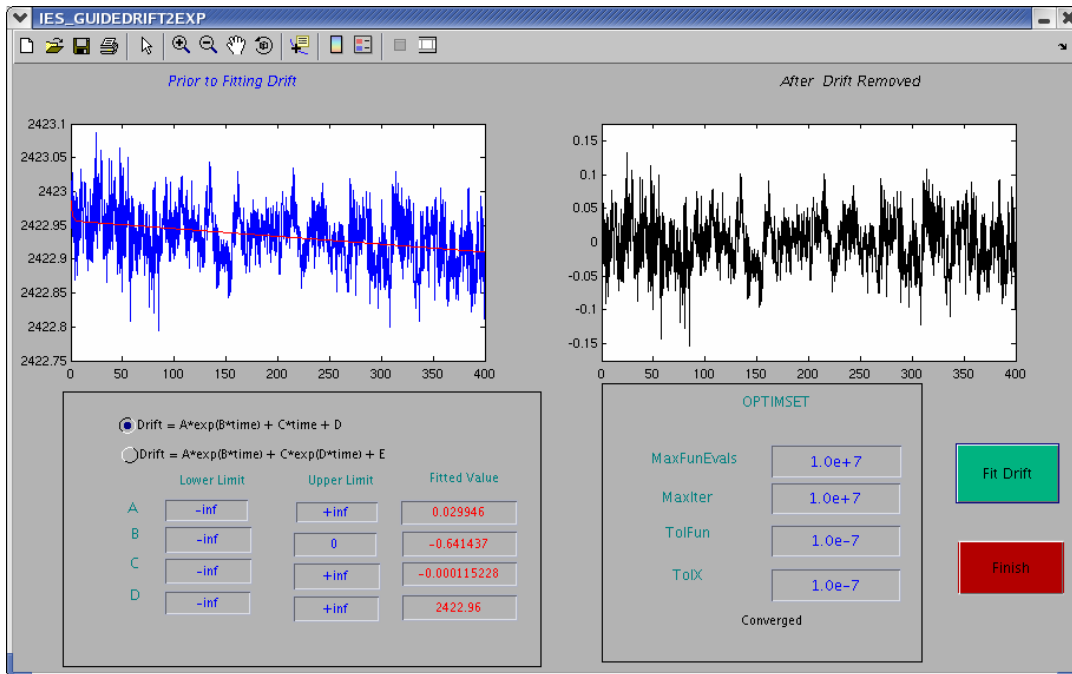 IES_GUIDEDRIFT2EXP
Prior to Fitting Drift
After Drift Removed
2423.1
2423.05
2423
2422.95
2422.9
2422.85
2422.8
2422.75
0 50 100 150 200 250 300 350 400
0.15
0.1
0.05
0
-0.05
-0.1
-0.15
0 50 100 150 200 250 300 350 400
Drift = A*exp(B*time) + C*time + D
Drift = A*exp(B*time) + C*exp(D*time) + E
Lower Limit Upper Limit Fitted Value
A -inf +inf 0.029946
B -inf 0 -0.641437
C -inf +inf -0.000115228
D -inf +inf 2422.96
OPTIMSET
MaxFunEvals 1.0e+7
MaxIter 1.0e+7
TolFun 1.0e-7
TolX 1.0e-7
Converged
Fit Drift
Finish